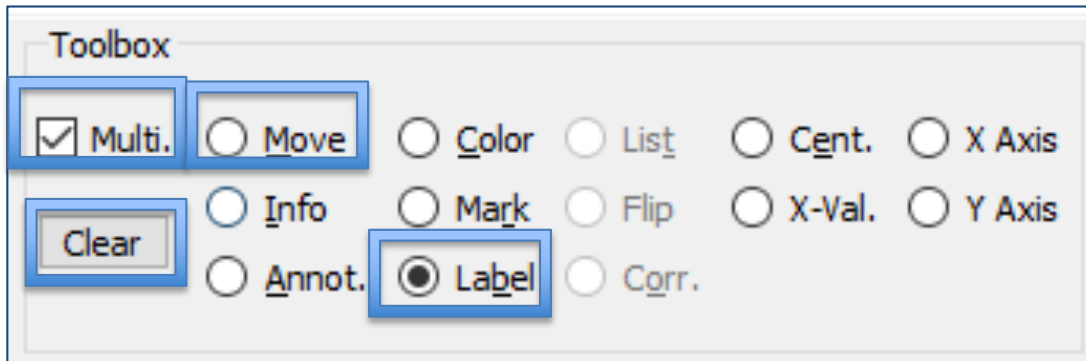 Toolbox
Multi. Move Color List Cent. X Axis
Info Mark Flip X-Val. Y Axis
Clear
Annot. Label Corr.